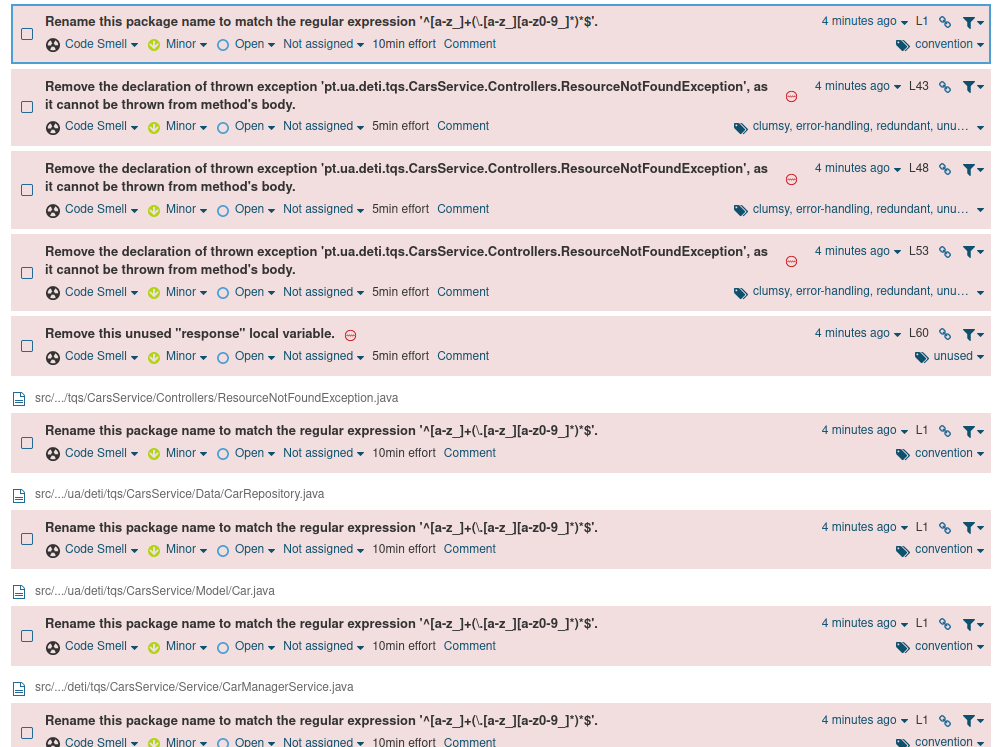 Rename this package name to match the regular expression '^[a-z_]+(\.[a-z_][a-z0-9_]*)*$'. 4 minutes ago L1
Code Smell Minor Open Not assigned 10min effort Comment convention
Remove the declaration of thrown exception 'pt.ua.deti.tqs.CarsService.Controllers.ResourceNotFoundException', as 4 minutes ago L43
it cannot be thrown from method's body.
Code Smell Minor Open Not assigned 5min effort Comment clumsy, error-handling, redundant, unu…
Remove the declaration of thrown exception 'pt.ua.deti.tqs.CarsService.Controllers.ResourceNotFoundException', as 4 minutes ago L48
it cannot be thrown from method's body.
Code Smell Minor Open Not assigned 5min effort Comment clumsy, error-handling, redundant, unu…
Remove the declaration of thrown exception 'pt.ua.deti.tqs.CarsService.Controllers.ResourceNotFoundException', as 4 minutes ago L53
it cannot be thrown from method's body.
Code Smell Minor Open Not assigned 5min effort Comment clumsy, error-handling, redundant, unu…
Remove this unused "response" local variable. 4 minutes ago L60
Code Smell Minor Open Not assigned 5min effort Comment unused
src/.../tqs/CarsService/Controllers/ResourceNotFoundException.java
Rename this package name to match the regular expression '^[a-z_]+(\.[a-z_][a-z0-9_]*)*$'. 4 minutes ago L1
Code Smell Minor Open Not assigned 10min effort Comment convention
src/.../ua/deti/tqs/CarsService/Data/CarRepository.java
Rename this package name to match the regular expression '^[a-z_]+(\.[a-z_][a-z0-9_]*)*$'. 4 minutes ago L1
Code Smell Minor Open Not assigned 10min effort Comment convention
src/.../ua/deti/tqs/CarsService/Model/Car.java
Rename this package name to match the regular expression '^[a-z_]+(\.[a-z_][a-z0-9_]*)*$'. 4 minutes ago L1
Code Smell Minor Open Not assigned 10min effort Comment convention
src/.../deti/tqs/CarsService/Service/CarManagerService.java
Rename this package name to match the regular expression '^[a-z_]+(\.[a-z_][a-z0-9_]*)*$'. 4 minutes ago L1
Code Smell Minor Open Not assigned 10min effort Comment convention